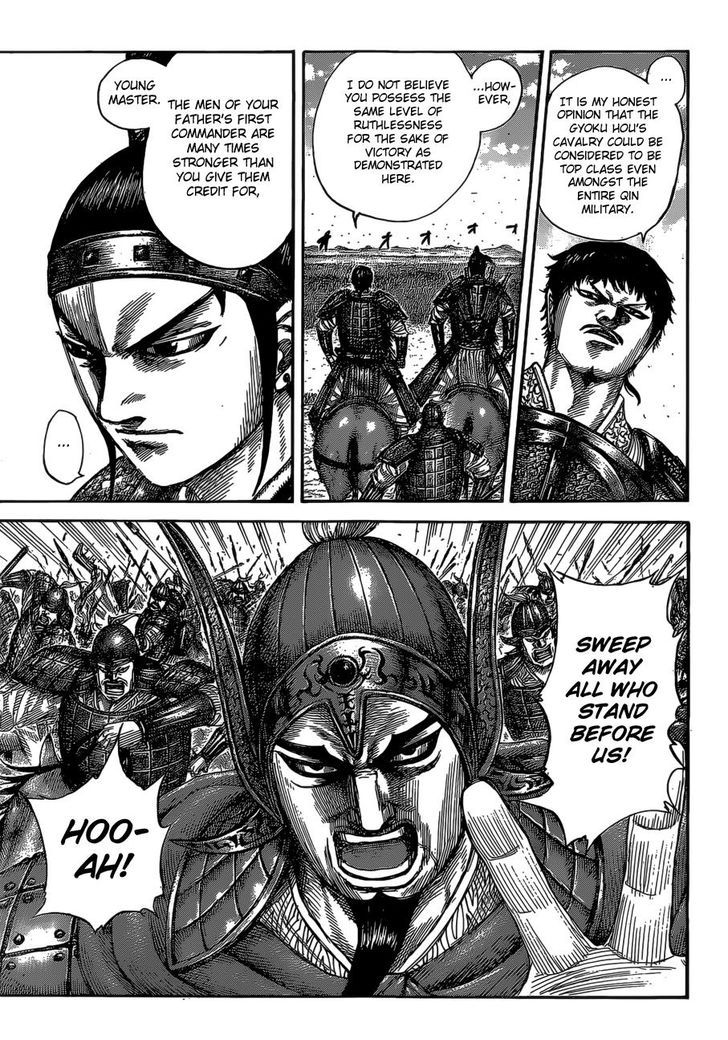 ...
IT IS MY HONEST
OPINION THAT THE
GYOKU HOU'S
CAVALRY COULD BE
CONSIDERED TO BE
TOP CLASS EVEN
AMONGST THE
ENTIRE QIN
MILITARY.
...HOW-
EVER,
I DO NOT BELIEVE
YOU POSSESS THE
SAME LEVEL OF
RUTHLESSNESS
FOR THE SAKE OF
VICTORY AS
DEMONSTRATED
HERE.
YOUNG
MASTER.
THE MEN OF YOUR
FATHER'S FIRST
COMMANDER ARE
MANY TIMES
STRONGER THAN
YOU GIVE THEM
CREDIT FOR,
...
SWEEP
AWAY
ALL WHO
STAND
BEFORE
US!
HOO-
AH!